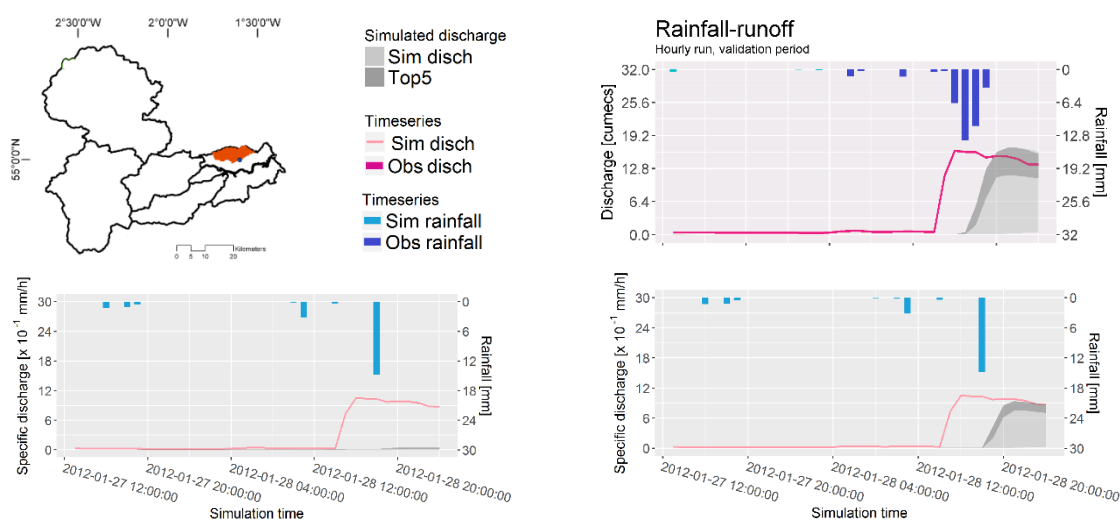 2°30'0"W
2°0'0"W
1°30'0"W
55°0'0"N
0 5 10 20
Kilometers
Simulated discharge
Sim disch
Top5
Timeseries
Sim disch
Obs disch
Timeseries
Sim rainfall
Obs rainfall
Rainfall-runoff
Hourly run, validation period
Discharge [cumecs]
32.0
25.6
19.2
12.8
6.4
0.0
0
6.4
12.8
19.2
25.6
32
Rainfall [mm]
Specific discharge [x 10⁻¹ mm/h]
30
24
18
12
6
0
0
6
12
18
24
30
Rainfall [mm]
2012-01-27 12:00:00
2012-01-27 20:00:00
2012-01-28 04:00:00
2012-01-28 12:00:00
2012-01-28 20:00:00
Simulation time
Specific discharge [x 10⁻¹ mm/h]
30
24
18
12
6
0
0
6
12
18
24
30
Rainfall [mm]
2012-01-27 12:00:00
2012-01-27 20:00:00
2012-01-28 04:00:00
2012-01-28 12:00:00
2012-01-28 20:00:00
Simulation time